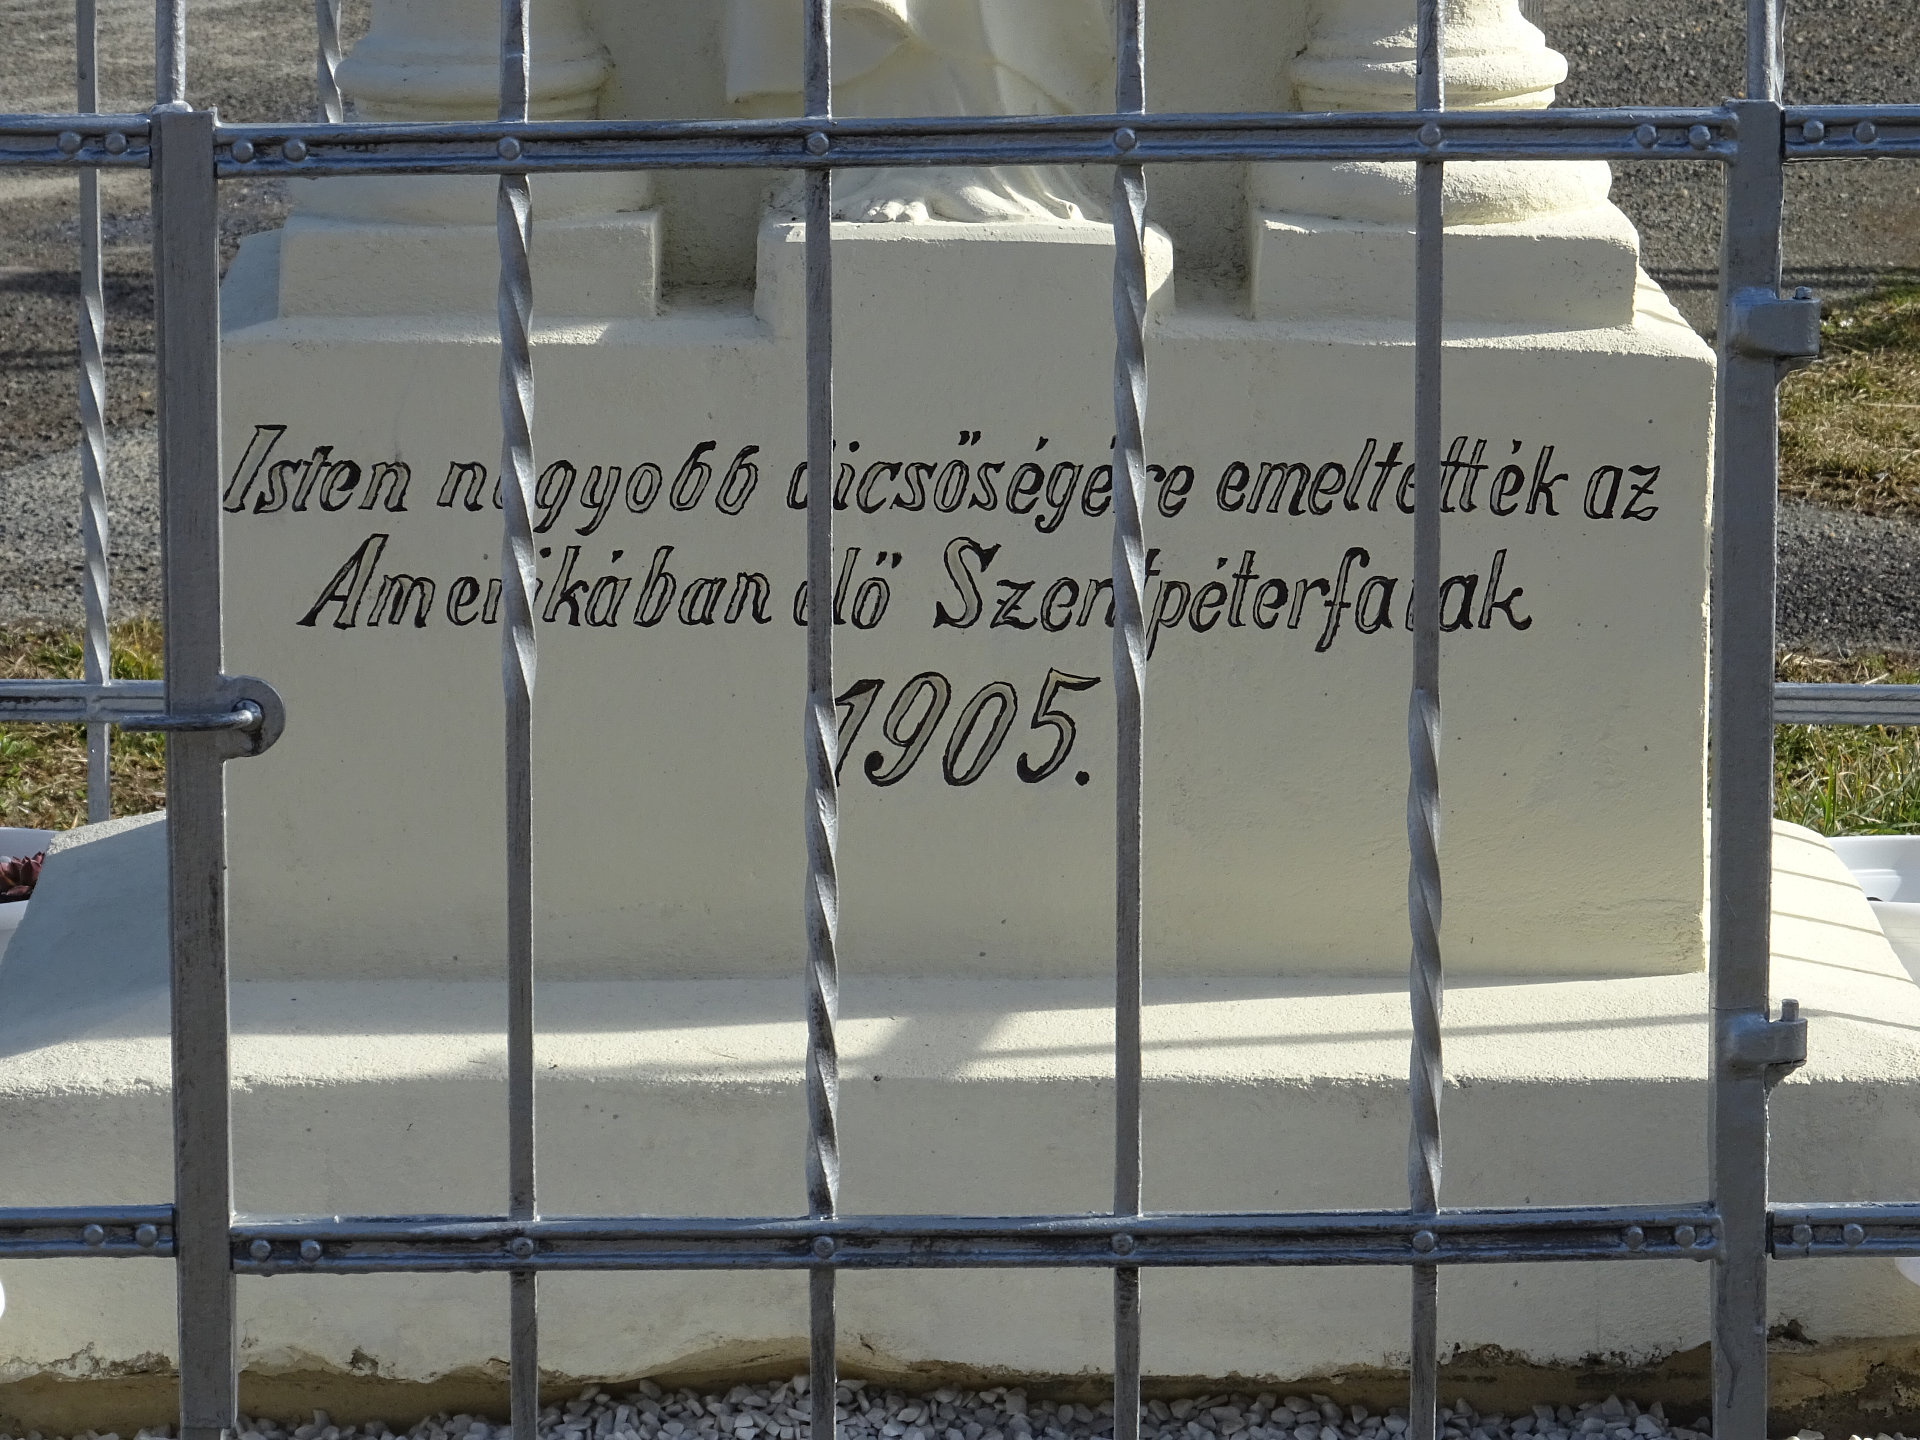 Isten nagyobb dicsőségére emeltették az
Amerikában élő Szentpéterfaiak
1905.